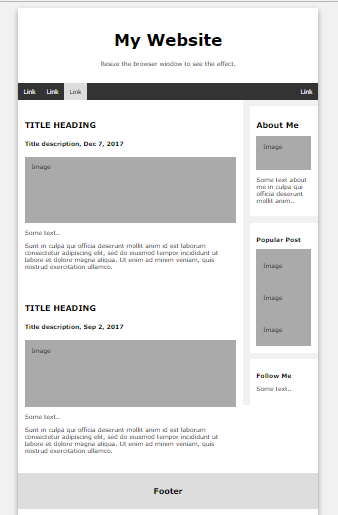 My Website
Resize the browser window to see the effect.
Link Link Link Link
TITLE HEADING
Title description, Dec 7, 2017
Image
Some text..
Sunt in culpa qui officia deserunt mollit anim id est laborum
consectetur adipiscing elit, sed do eiusmod tempor incididunt ut
labore et dolore magna aliqua. Ut enim ad minim veniam, quis
nostrud exercitation ullamco.
TITLE HEADING
Title description, Sep 2, 2017
Image
Some text..
Sunt in culpa qui officia deserunt mollit anim id est laborum
consectetur adipiscing elit, sed do eiusmod tempor incididunt ut
labore et dolore magna aliqua. Ut enim ad minim veniam, quis
nostrud exercitation ullamco.
About Me
Image
Some text about
me in culpa qui
officia deserunt
mollit anim..
Popular Post
Image
Image
Image
Follow Me
Some text..
Footer